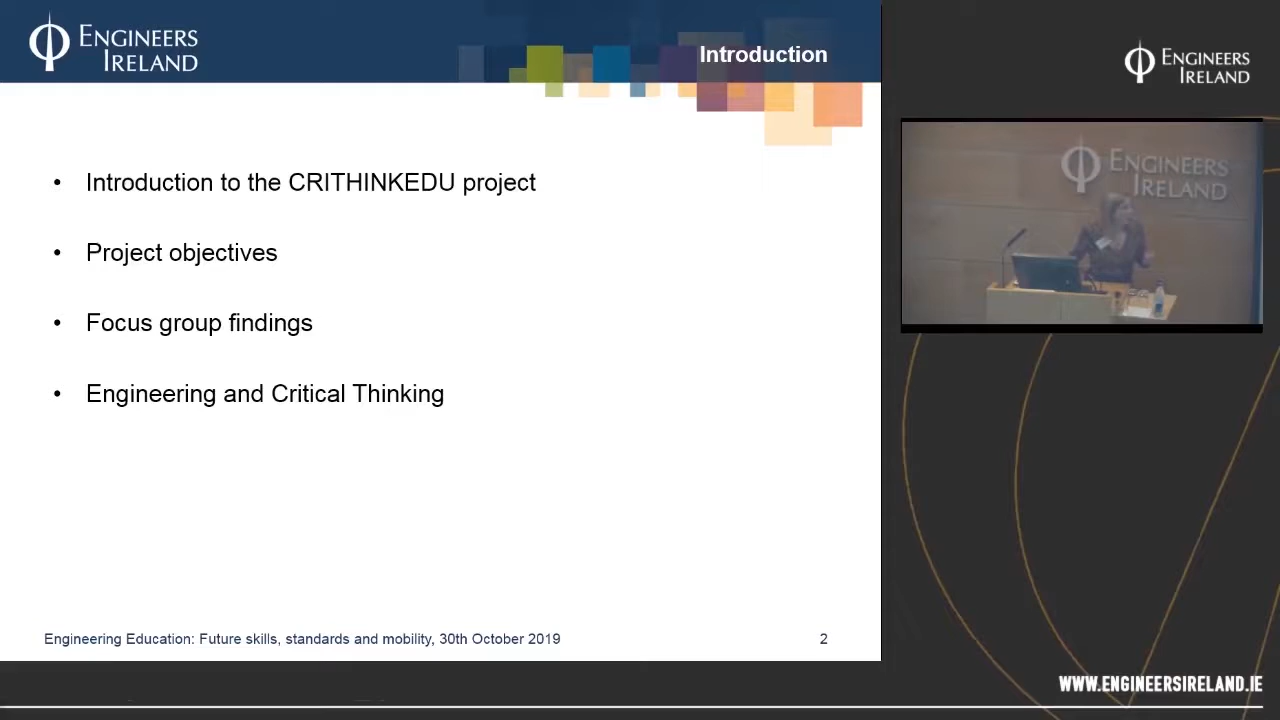 ENGINEERS
IRELAND
Introduction
• Introduction to the CRITHINKEDU project
• Project objectives
• Focus group findings
• Engineering and Critical Thinking
Engineering Education: Future skills, standards and mobility, 30th October 2019
2
ENGINEERS
IRELAND
ENGINEERS
IRELAND
WWW.ENGINEERSIRELAND.IE